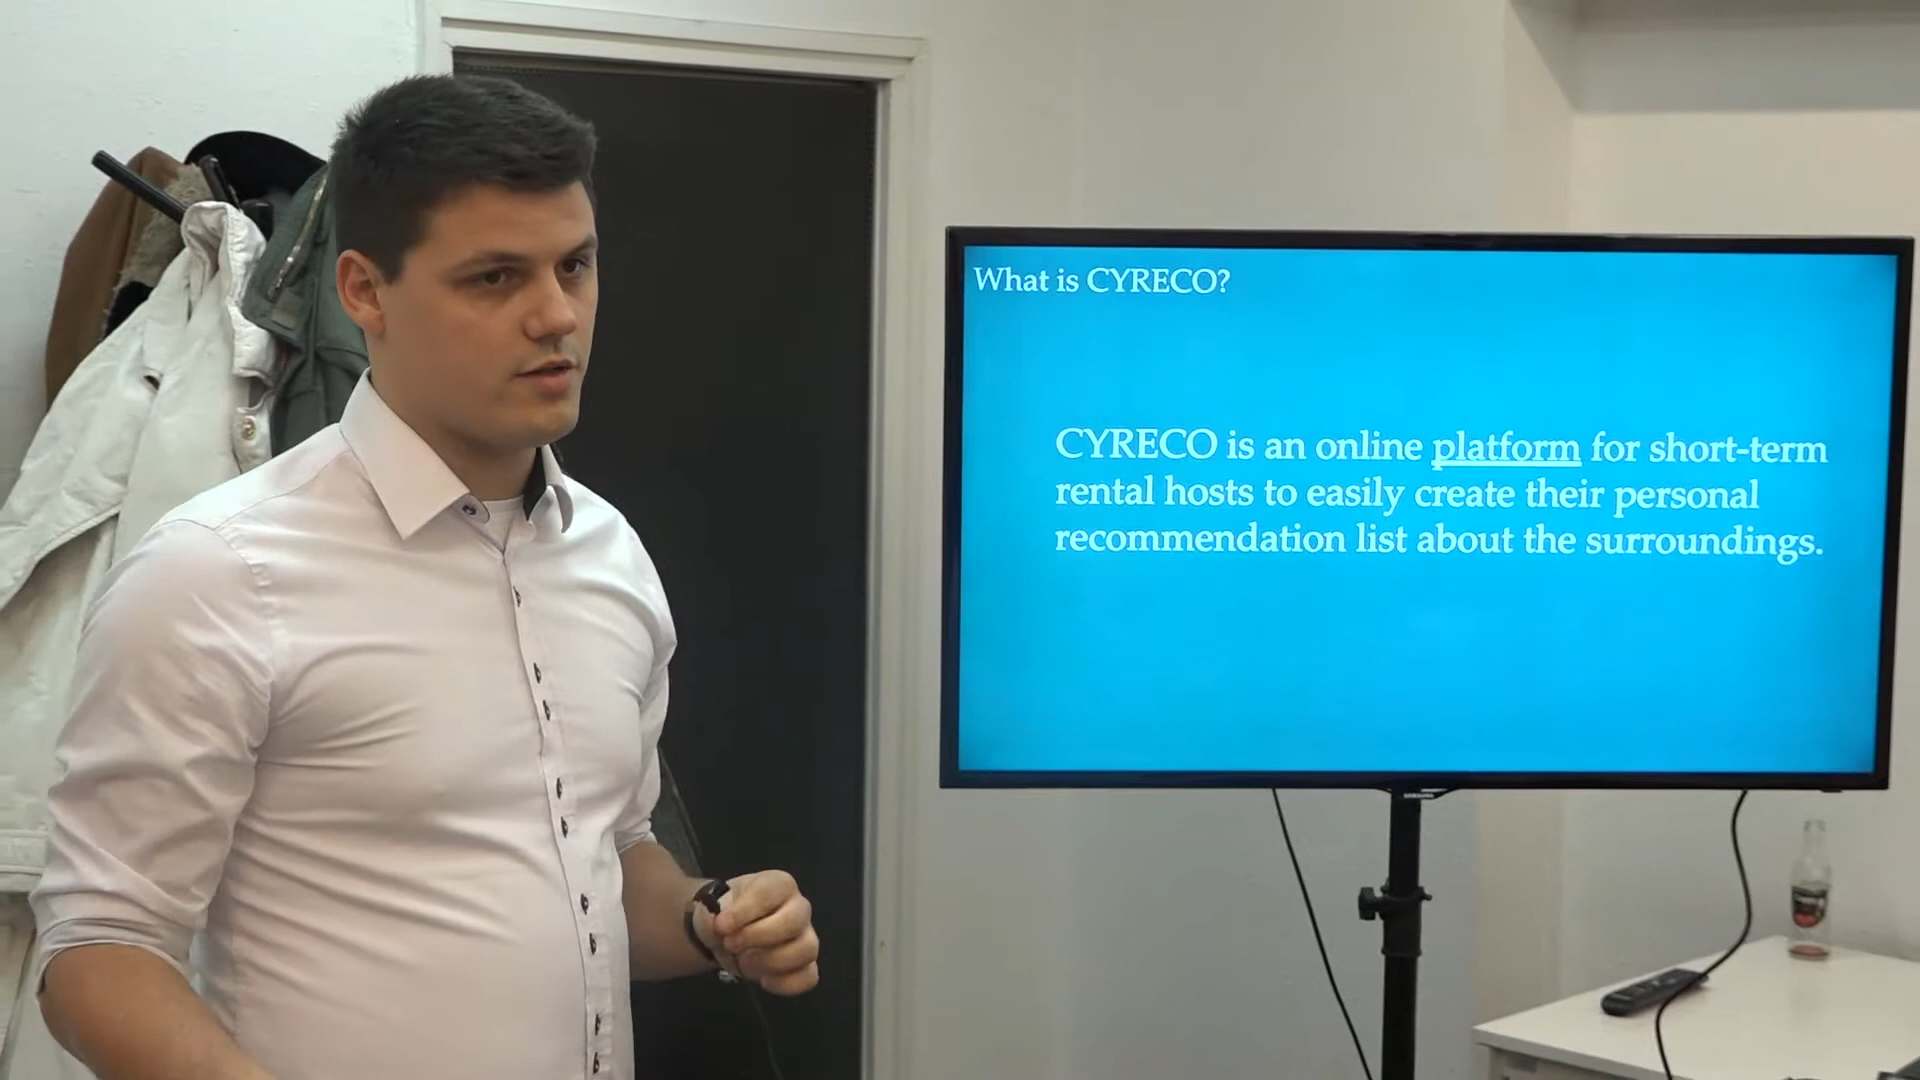 What is CYRECO?
CYRECO is an online platform for short-term
rental hosts to easily create their personal
recommendation list about the surroundings.
SAMSUNG